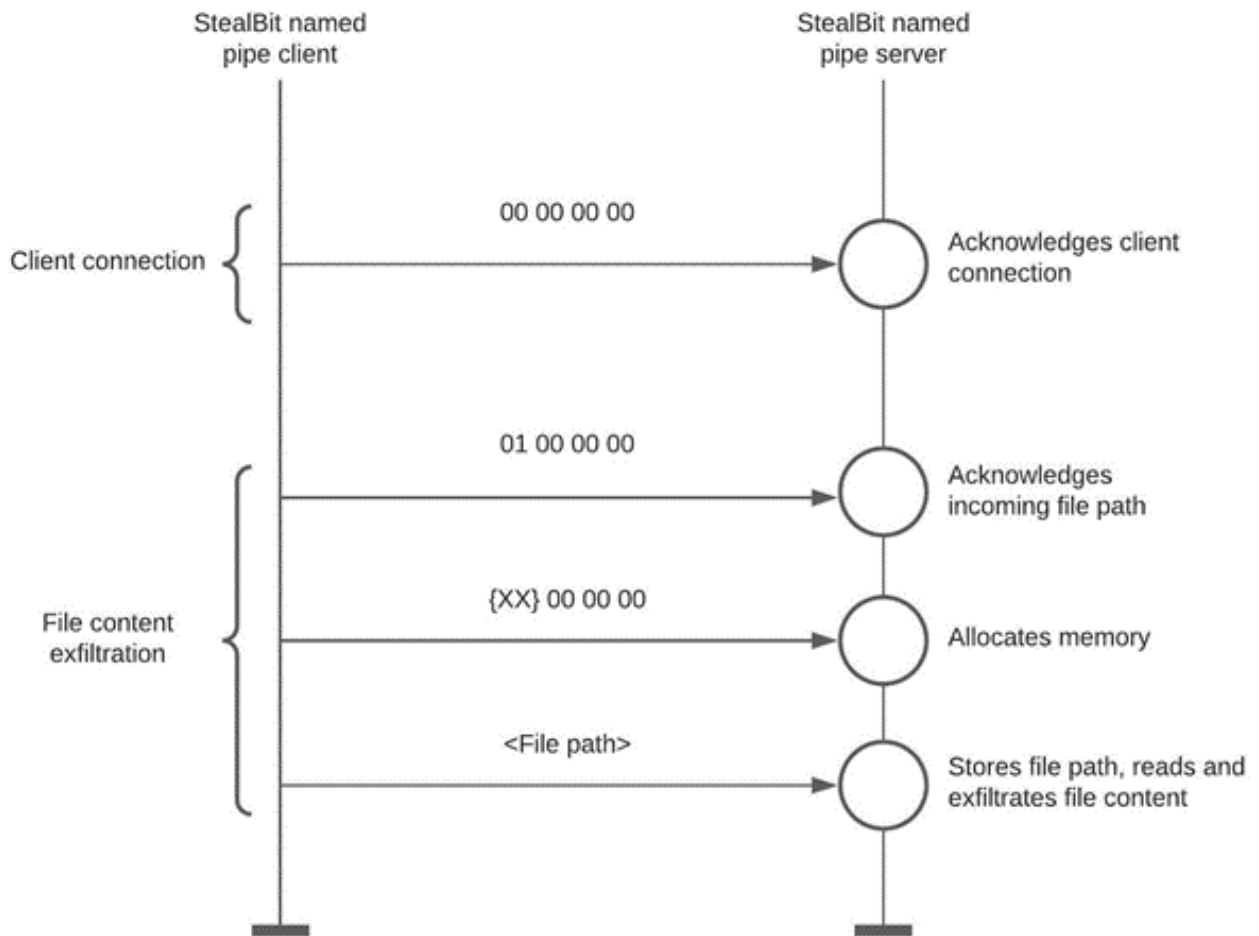 StealBit named
pipe client
StealBit named
pipe server
00 00 00 00
Client connection
Acknowledges client
connection
01 00 00 00
Acknowledges
incoming file path
{XX} 00 00 00
File content
exfiltration
Allocates memory
<File path>
Stores file path, reads and
exfiltrates file content